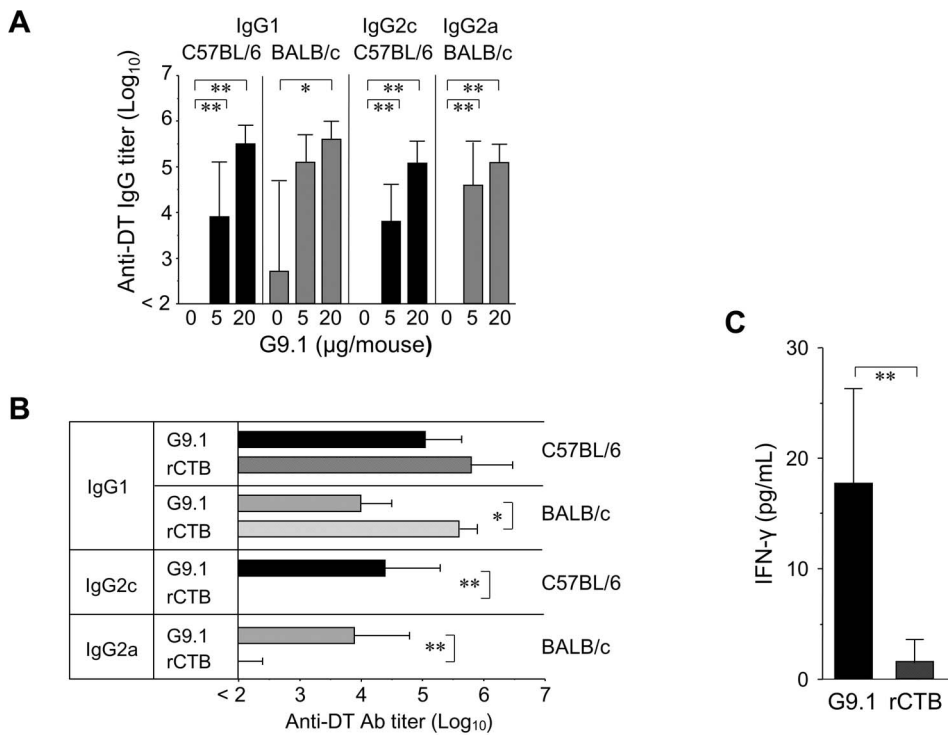 A
IgG1 IgG2c IgG2a
C57BL/6 BALB/c C57BL/6 BALB/c
Anti-DT IgG titer (Log10)
7
6
5
4
3
< 2
** ** * ** ** ** **
0 5 20 0 5 20 0 5 20 0 5 20
G9.1 (µg/mouse)
B
IgG1 G9.1 C57BL/6
rCTB
G9.1 * BALB/c
rCTB
IgG2c G9.1 ** C57BL/6
rCTB
IgG2a G9.1 ** BALB/c
rCTB
< 2 3 4 5 6 7
Anti-DT Ab titer (Log10)
C
IFN-γ (pg/mL)
30
**
20
10
0
G9.1 rCTB